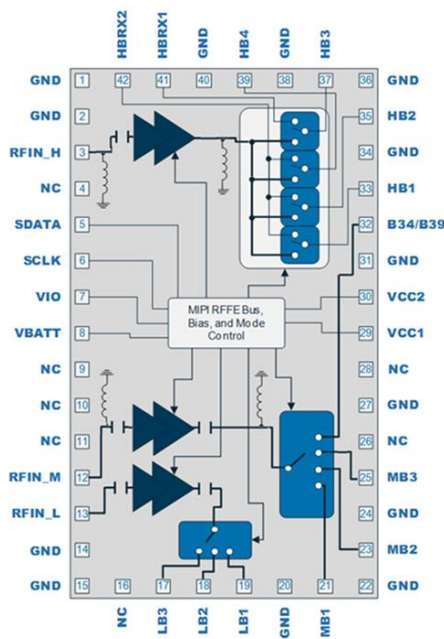 HBRX2
HBRX1
GND
HB4
GND
HB3
42
41
40
39
38
37
GND
1
36
GND
GND
2
35
HB2
RFIN_H
3
34
GND
NC
4
33
HB1
SDATA
5
32
B34/B39
SCLK
6
31
GND
VIO
7
30
VCC2
VBATT
8
29
VCC1
MIPI RFFE Bus,
Bias, and Mode
Control
NC
9
28
NC
NC
10
27
GND
NC
11
26
NC
RFIN_M
12
25
MB3
RFIN_L
13
24
GND
GND
14
23
MB2
GND
15
22
GND
16
17
18
19
20
21
NC
LB3
LB2
LB1
GND
MB1